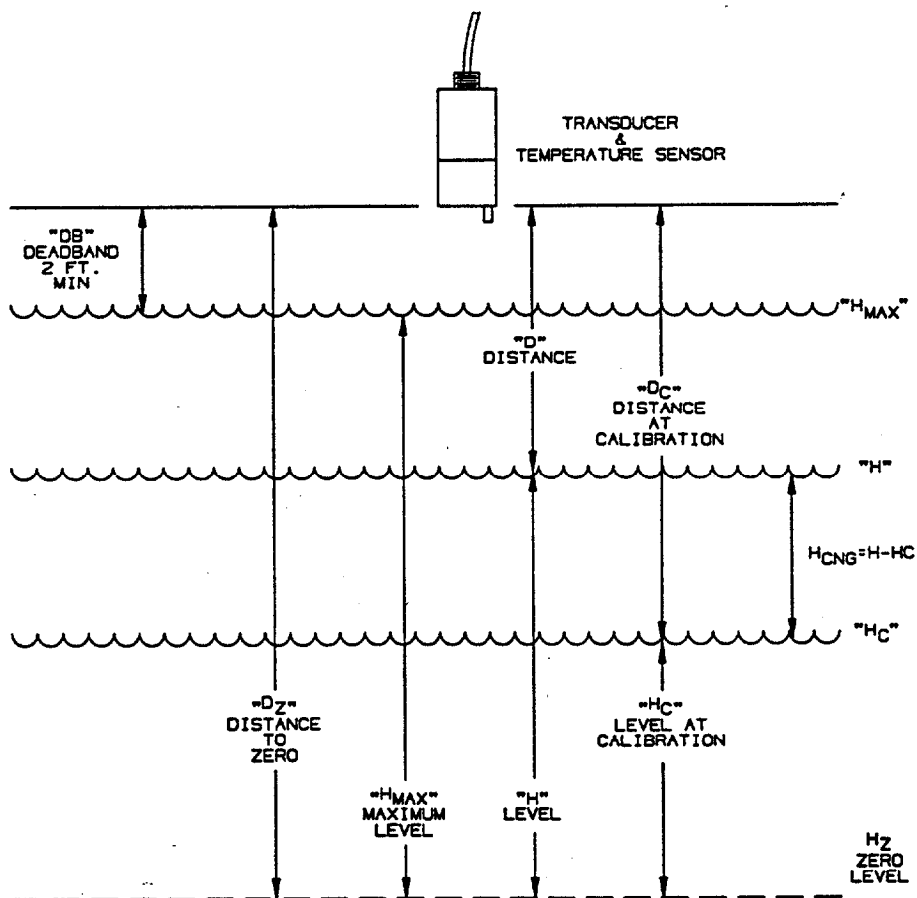 TRANSDUCER
&
TEMPERATURE SENSOR
"DB"
DEADBAND
2 FT.
MIN
"HMAX"
"D"
DISTANCE
"DC"
DISTANCE
AT
CALIBRATION
"H"
HCNG=H-HC
"HC"
"DZ"
DISTANCE
TO
ZERO
"HC"
LEVEL AT
CALIBRATION
"HMAX"
MAXIMUM
LEVEL
"H"
LEVEL
HZ
ZERO
LEVEL